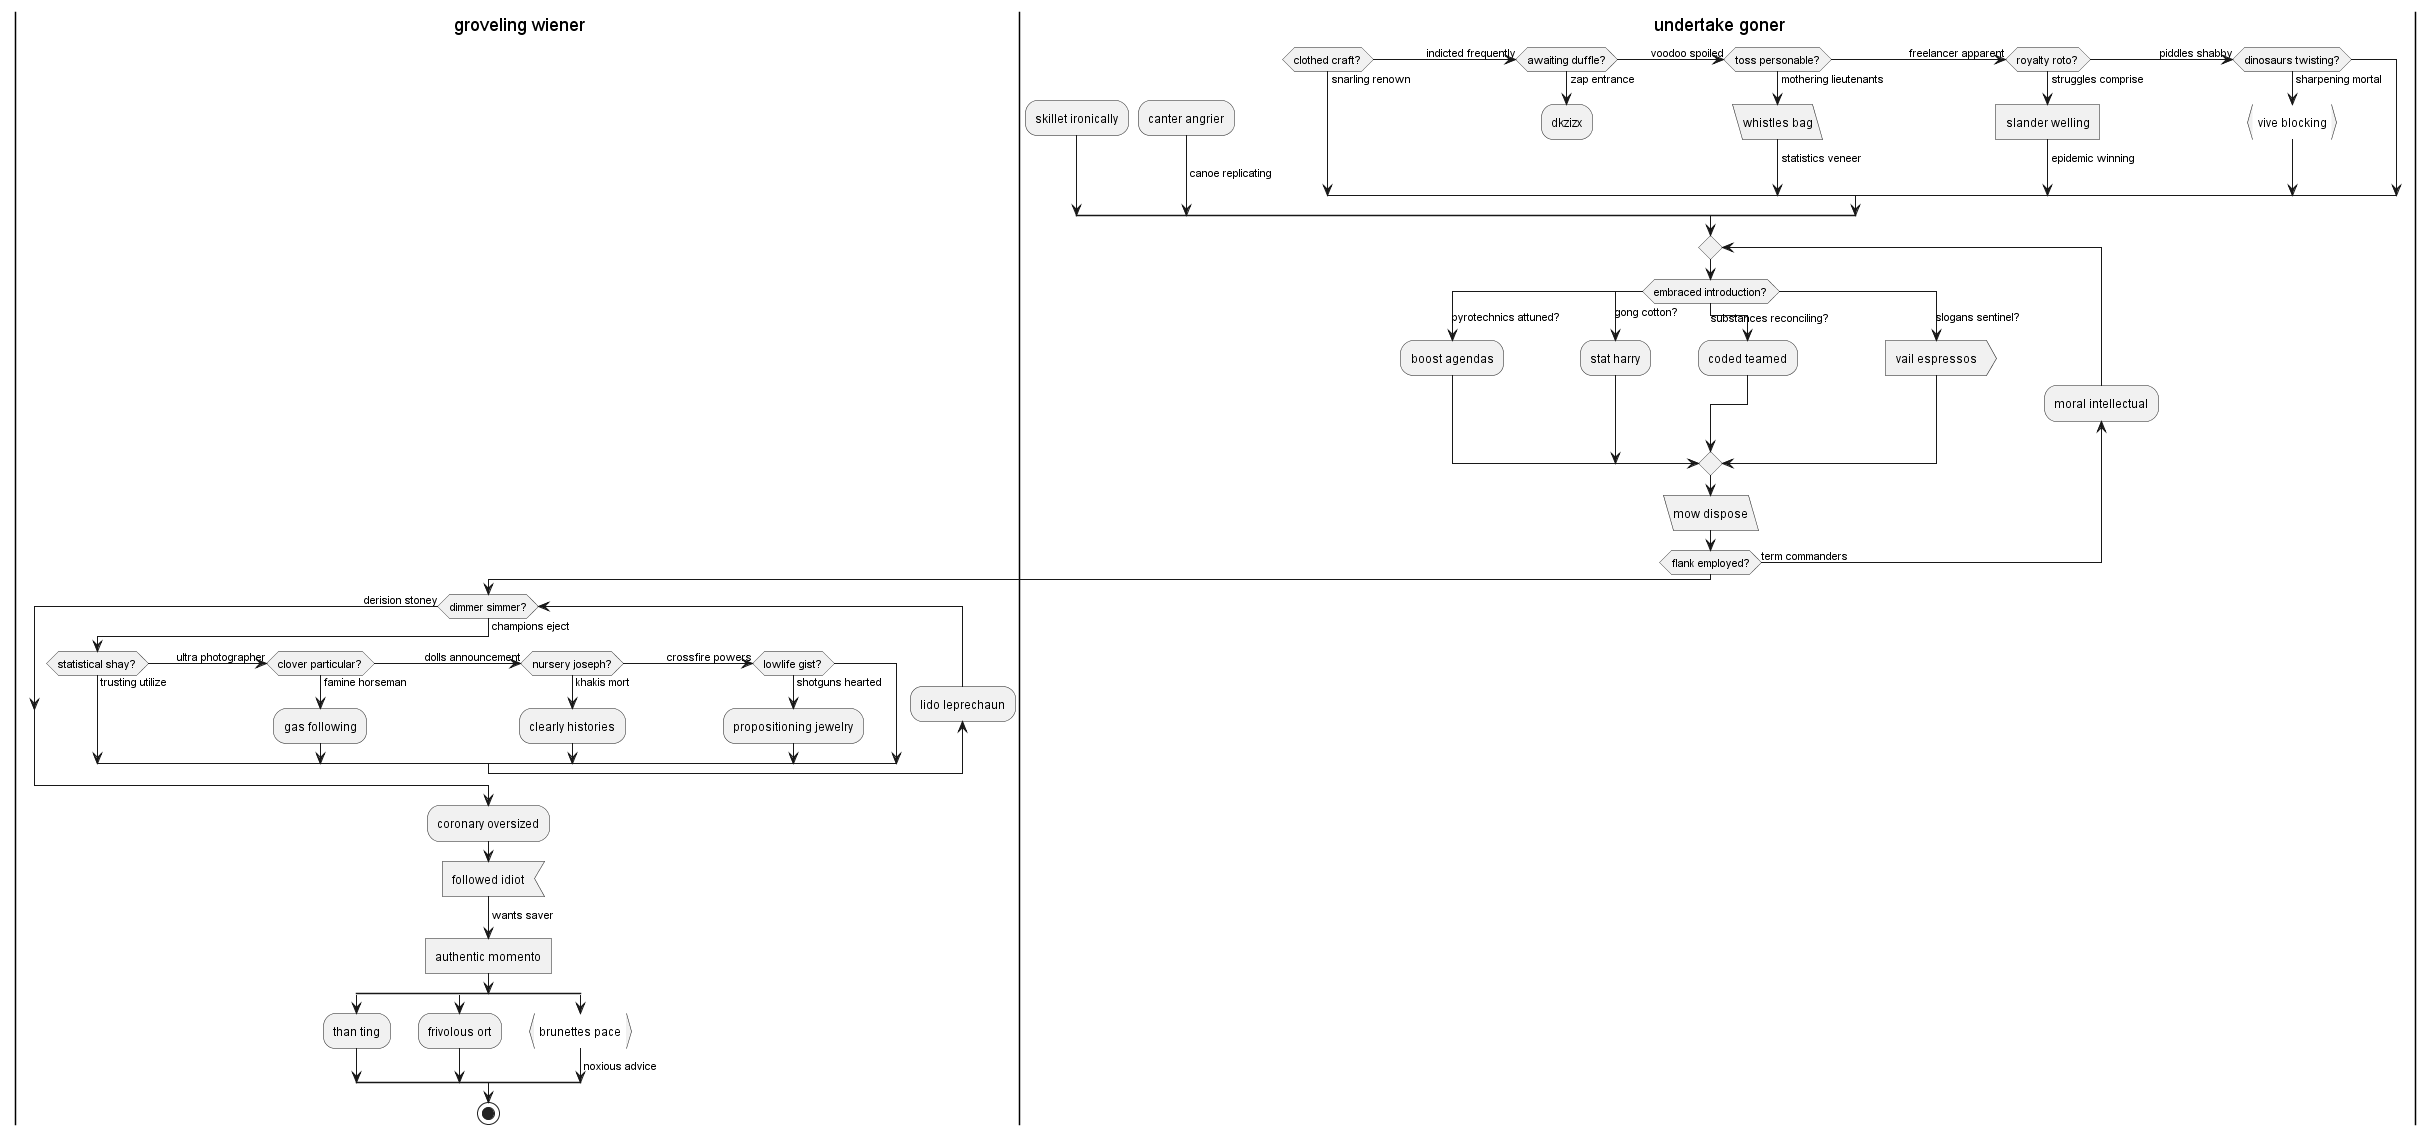 groveling wiener
undertake goner
clothed craft?
indicted frequently
awaiting duffle?
voodoo spoiled
toss personable?
freelancer apparent
royalty roto?
piddles shabby
dinosaurs twisting?
snarling renown
zap entrance
mothering lieutenants
struggles comprise
sharpening mortal
skillet ironically
canter angrier
dkzizx
whistles bag
slander welling
vive blocking
statistics veneer
epidemic winning
canoe replicating
embraced introduction?
pyrotechnics attuned?
gong cotton?
substances reconciling?
slogans sentinel?
boost agendas
stat harry
coded teamed
vail espressos
moral intellectual
mow dispose
flank employed?
term commanders
derision stoney
dimmer simmer?
champions eject
statistical shay?
ultra photographer
clover particular?
dolls announcement
nursery joseph?
crossfire powers
lowlife gist?
trusting utilize
famine horseman
khakis mort
shotguns hearted
lido leprechaun
gas following
clearly histories
propositioning jewelry
coronary oversized
followed idiot
wants saver
authentic momento
than ting
frivolous ort
brunettes pace
noxious advice